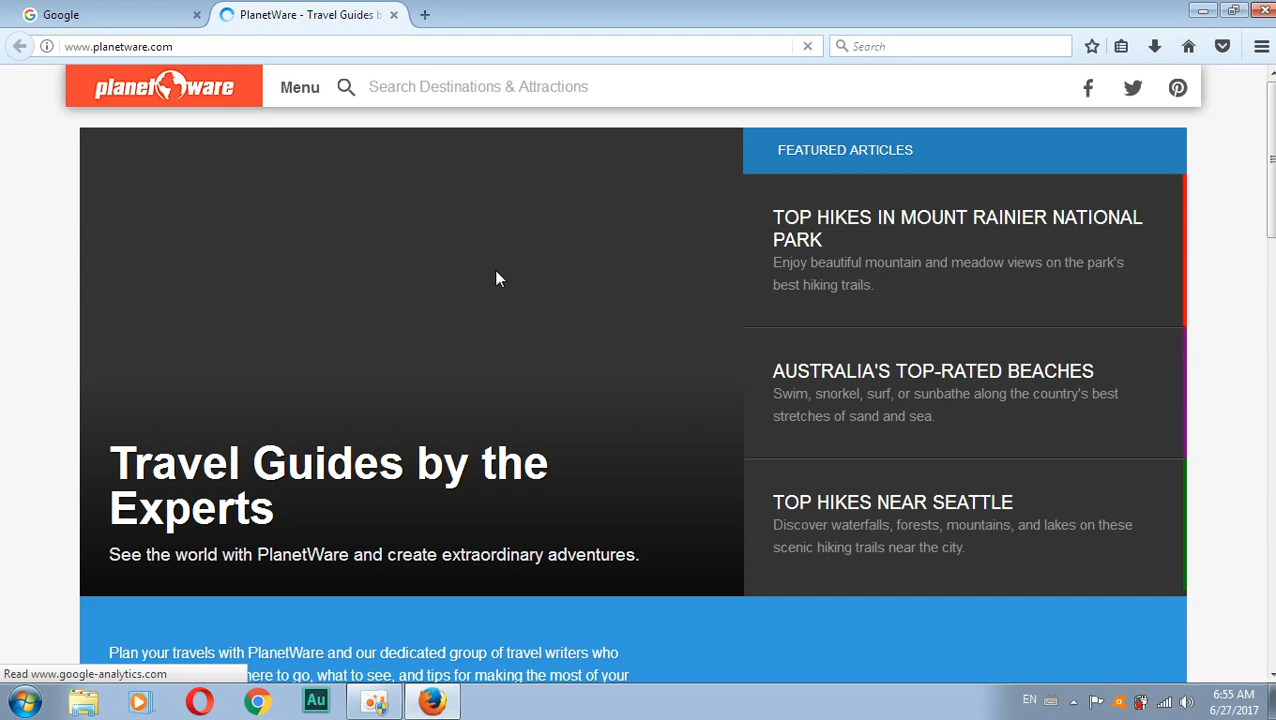 Google
PlanetWare - Travel Guides b
www.planetware.com
Search
planet ware
Menu
Search Destinations & Attractions
FEATURED ARTICLES
TOP HIKES IN MOUNT RAINIER NATIONAL
PARK
Enjoy beautiful mountain and meadow views on the park's
best hiking trails.
AUSTRALIA'S TOP-RATED BEACHES
Swim, snorkel, surf, or sunbathe along the country's best
stretches of sand and sea.
TOP HIKES NEAR SEATTLE
Discover waterfalls, forests, mountains, and lakes on these
scenic hiking trails near the city.
Travel Guides by the
Experts
See the world with PlanetWare and create extraordinary adventures.
Plan your travels with PlanetWare and our dedicated group of travel writers who
to go, what to see, and tips for making the most of your
Read www.google-analytics.com
Au
EN
6:55 AM
6/27/2017